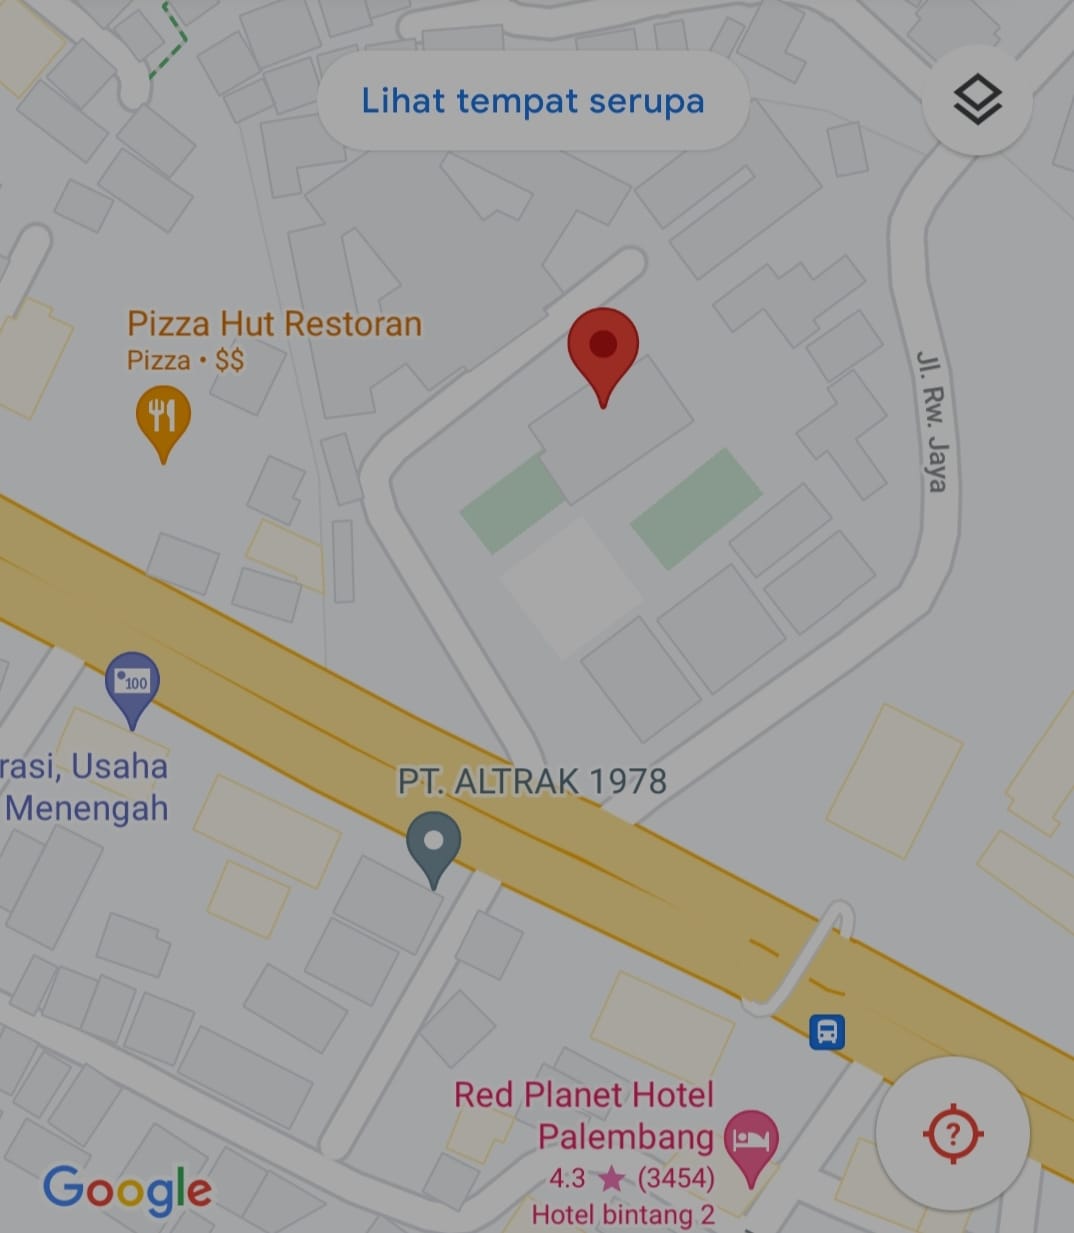 Lihat tempat serupa
Pizza Hut Restoran
Pizza • $$
Jl. Rw. Jaya
100
rasi, Usaha
Menengah
PT. ALTRAK 1978
Red Planet Hotel
Palembang
4.3 ★ (3454)
Hotel bintang 2
?
Google